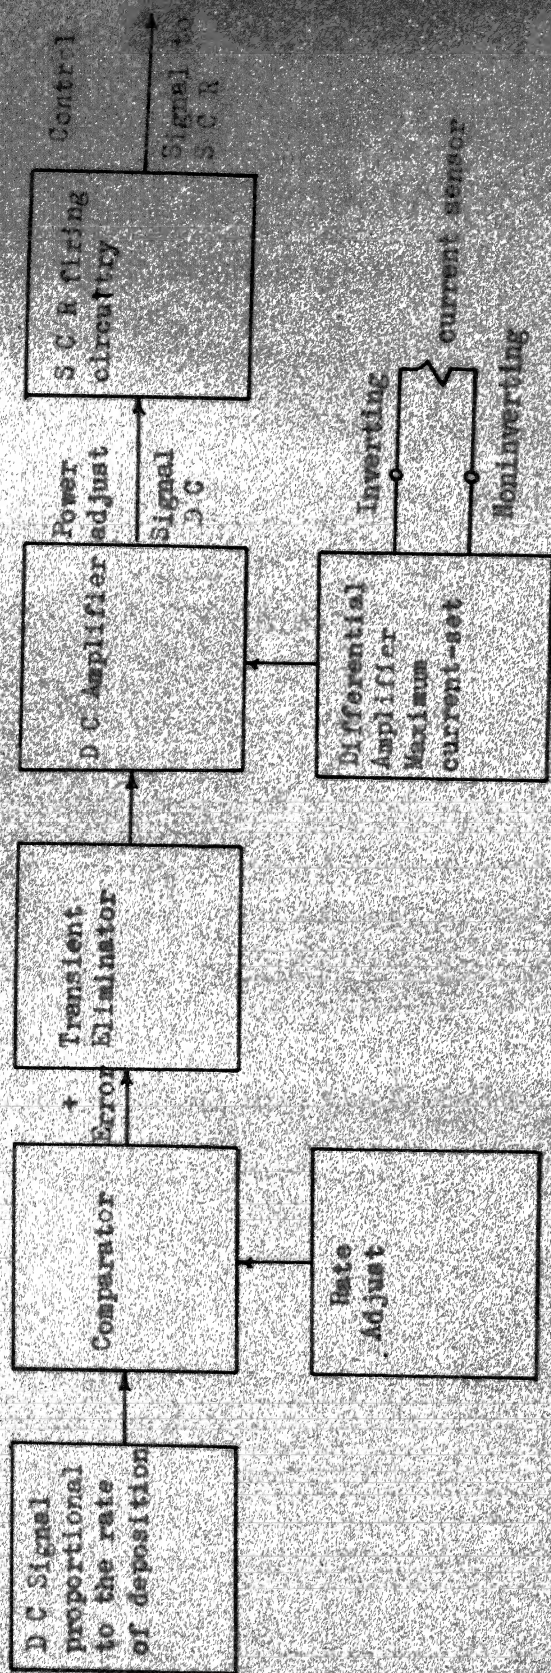 D C Signal
proportional
to the rate
of deposition
Comparator
+
Error
Transient
Eliminator
D C Amplifier
Power
adjust
Signal
D C
S C R firing
circuitry
Control
Signal to
S C R
Rate
Adjust
Differential
Amplifier
Maximum
current-set
Inverting
Noninverting
current sensor